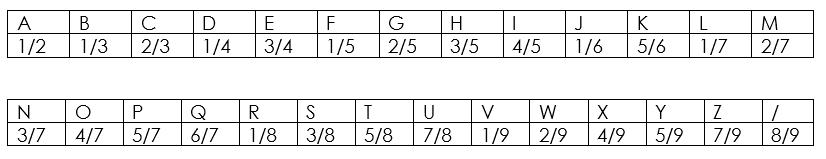 A B C D E F G H I J K L M
1/2 1/3 2/3 1/4 3/4 1/5 2/5 3/5 4/5 1/6 5/6 1/7 2/7
N O P Q R S T U V W X Y Z /
3/7 4/7 5/7 6/7 1/8 3/8 5/8 7/8 1/9 2/9 4/9 5/9 7/9 8/9